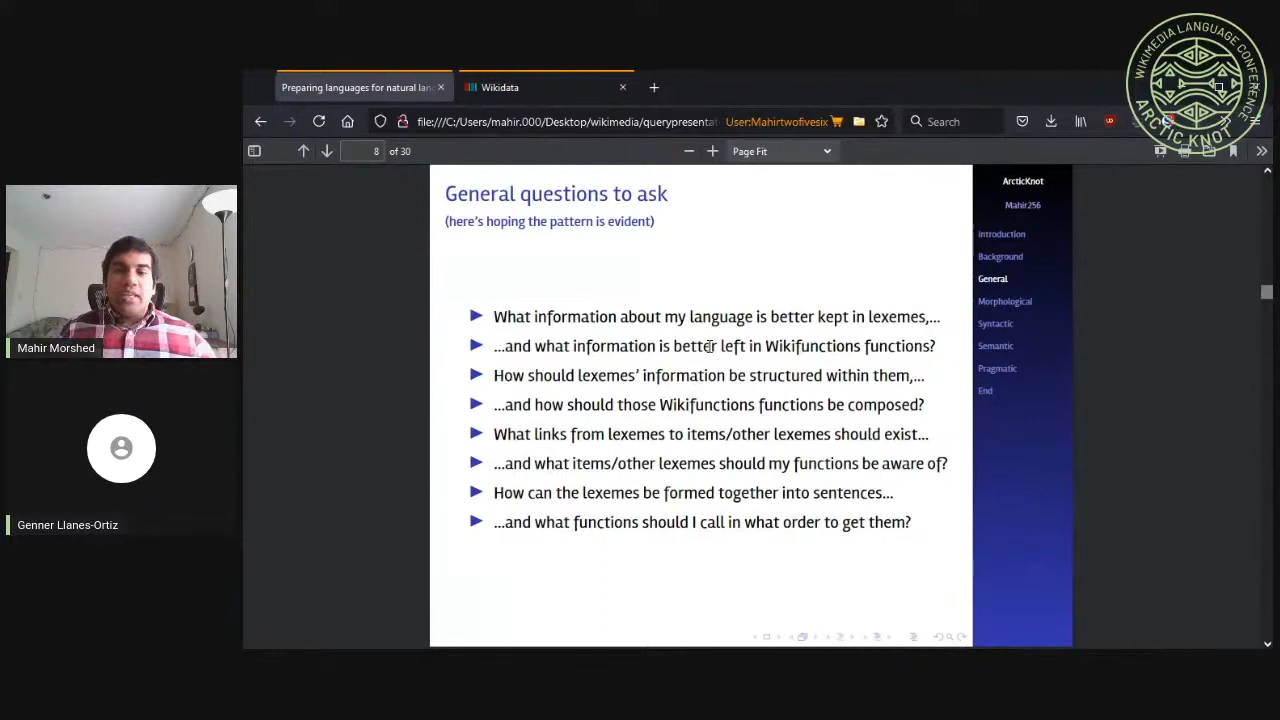 WIKIMEDIA LANGUAGE CONFERENCE
ARCTIC KNOT
Preparing languages for natural lan
Wikidata
file:///C:/Users/mahir.000/Desktop/wikimedia/querypresentat
User:Mahirtwofivesix
Search
8 of 30
Page Fit
General questions to ask
(here's hoping the pattern is evident)
What information about my language is better kept in lexemes,...
...and what information is better left in Wikifunctions functions?
How should lexemes' information be structured within them,...
...and how should those Wikifunctions functions be composed?
What links from lexemes to items/other lexemes should exist...
...and what items/other lexemes should my functions be aware of?
How can the lexemes be formed together into sentences...
...and what functions should I call in what order to get them?
ArcticKnot
Mahir256
Introduction
Background
General
Morphological
Syntactic
Semantic
Pragmatic
End
Mahir Morshed
Genner Llanes-Ortiz